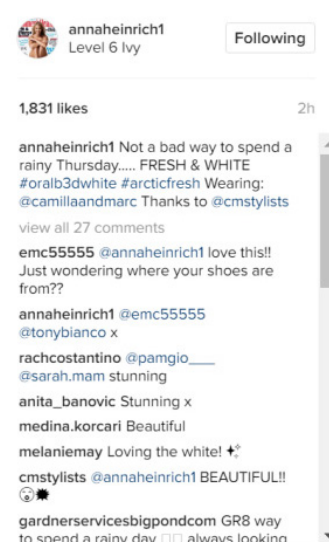 annaheinrich1
Level 6 Ivy
Following
1,831 likes
2h
annaheinrich1 Not a bad way to spend a
rainy Thursday..... FRESH & WHITE
#oralb3dwhite #arcticfresh Wearing:
@camillaandmarc Thanks to @cmstylists
view all 27 comments
emc55555 @annaheinrich1 love this!!
Just wondering where your shoes are
from??
annaheinrich1 @emc55555
@tonybianco x
rachcostantino @pamgio___
@sarah.mam stunning
anita_banovic Stunning x
medina.korcari Beautiful
melaniemay Loving the white! ✨
cmstylists @annaheinrich1 BEAUTIFUL!!
gardnerservicesbigpondcom GR8 way
to spend a rainy day □□ always looking